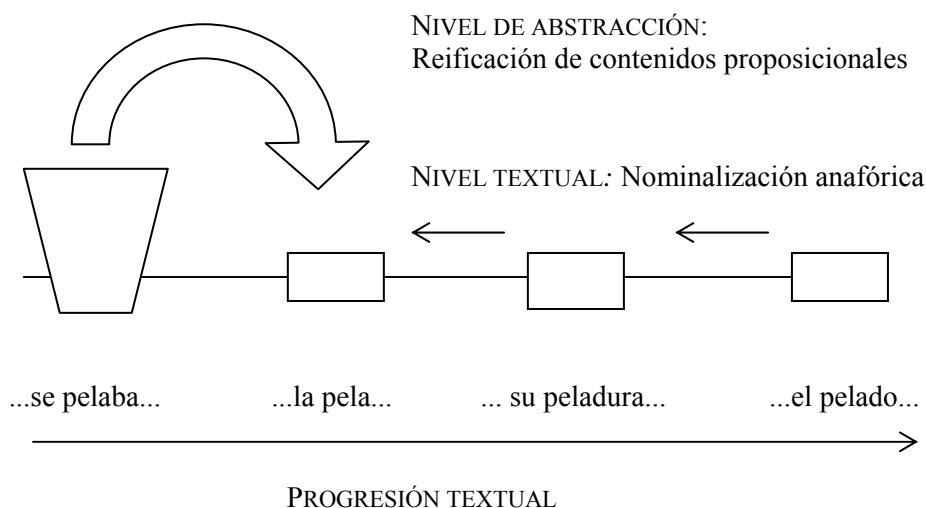 NIVEL DE ABSTRACCIÓN:
Reificación de contenidos proposicionales
NIVEL TEXTUAL: Nominalización anafórica
...se pelaba... ...la pela... ... su peladura... ...el pelado...
PROGRESIÓN TEXTUAL